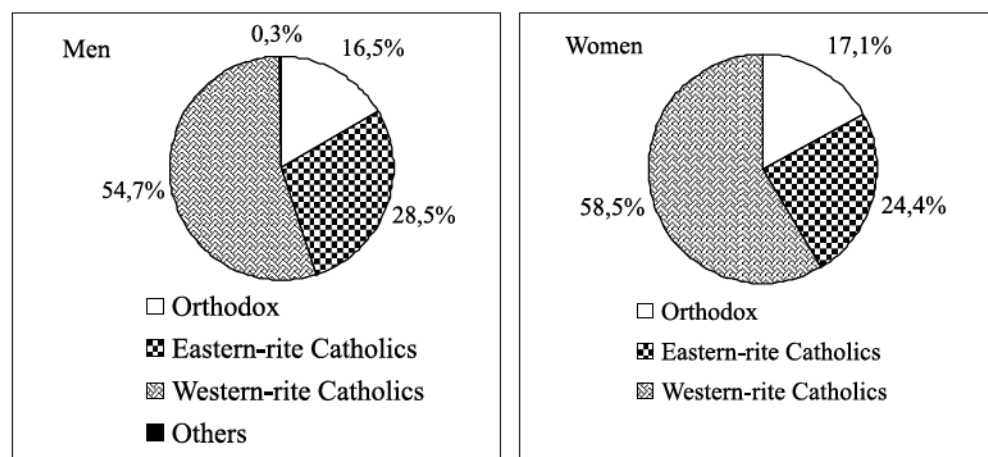 Men
0,3%
16,5%
54,7%
28,5%
Orthodox
Eastern-rite Catholics
Western-rite Catholics
Others
Women
17,1%
58,5%
24,4%
Orthodox
Eastern-rite Catholics
Western-rite Catholics